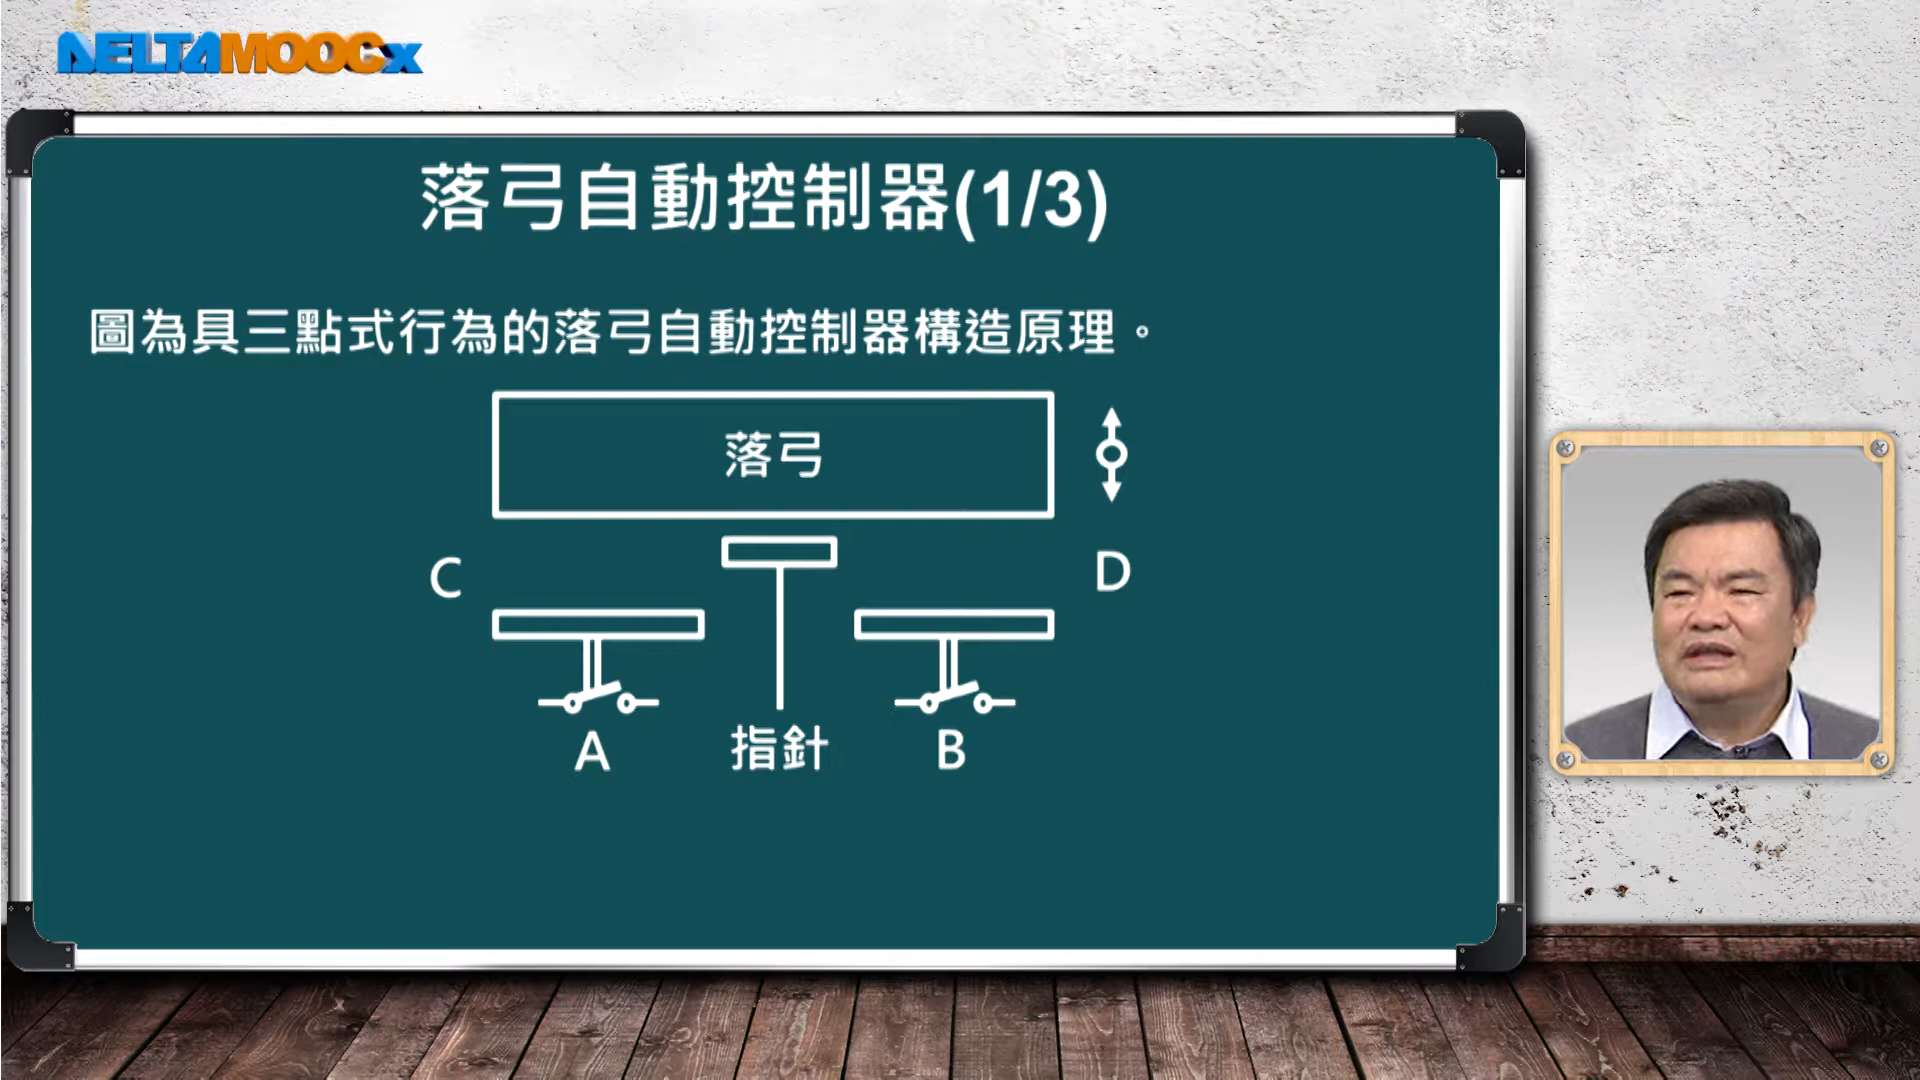 DELTAMOOCx
落弓自動控制器(1/3)
圖為具三點式行為的落弓自動控制器構造原理。
落弓
C
D
A
指針
B